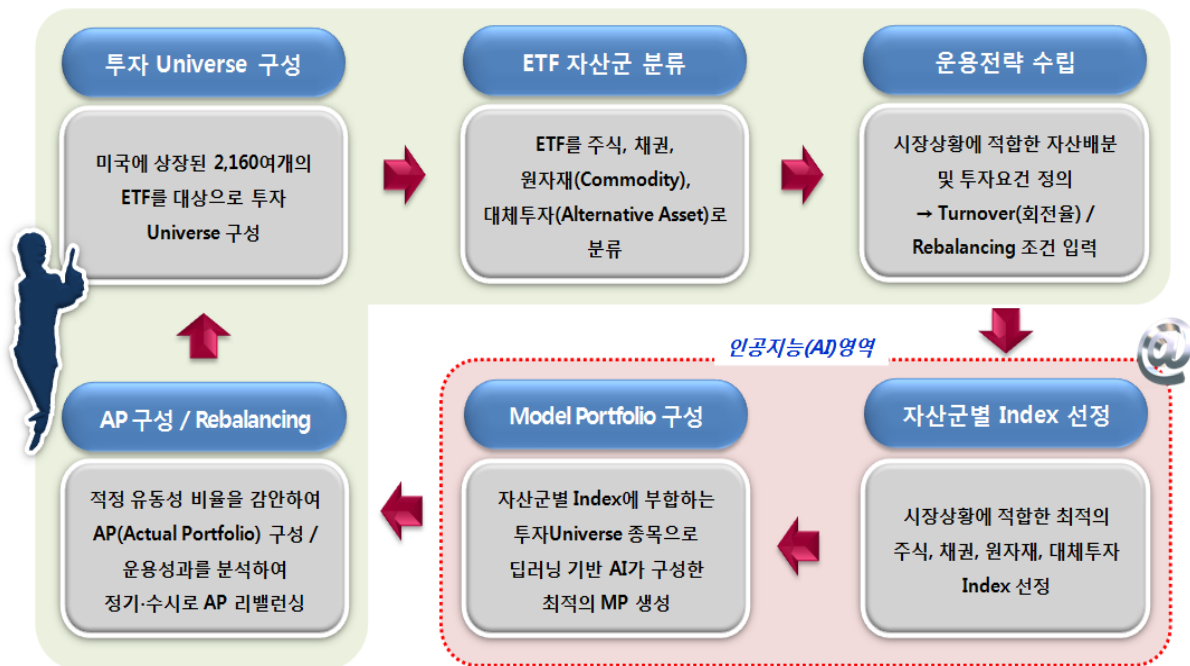 투자 Universe 구성
미국에 상장된 2,160여개의
ETF를 대상으로 투자
Universe 구성
ETF 자산군 분류
ETF를 주식, 채권,
원자재(Commodity),
대체투자(Alternative Asset)로
분류
운용전략 수립
시장상황에 적합한 자산배분
및 투자요건 정의
→ Turnover(회전율) /
Rebalancing 조건 입력
인공지능(AI)영역
@
자산군별 Index 선정
시장상황에 적합한 최적의
주식, 채권, 원자재, 대체투자
Index 선정
Model Portfolio 구성
자산군별 Index에 부합하는
투자Universe 종목으로
딥러닝 기반 AI가 구성한
최적의 MP 생성
AP 구성 / Rebalancing
적정 유동성 비율을 감안하여
AP(Actual Portfolio) 구성 /
운용성과를 분석하여
정기·수시로 AP 리밸런싱